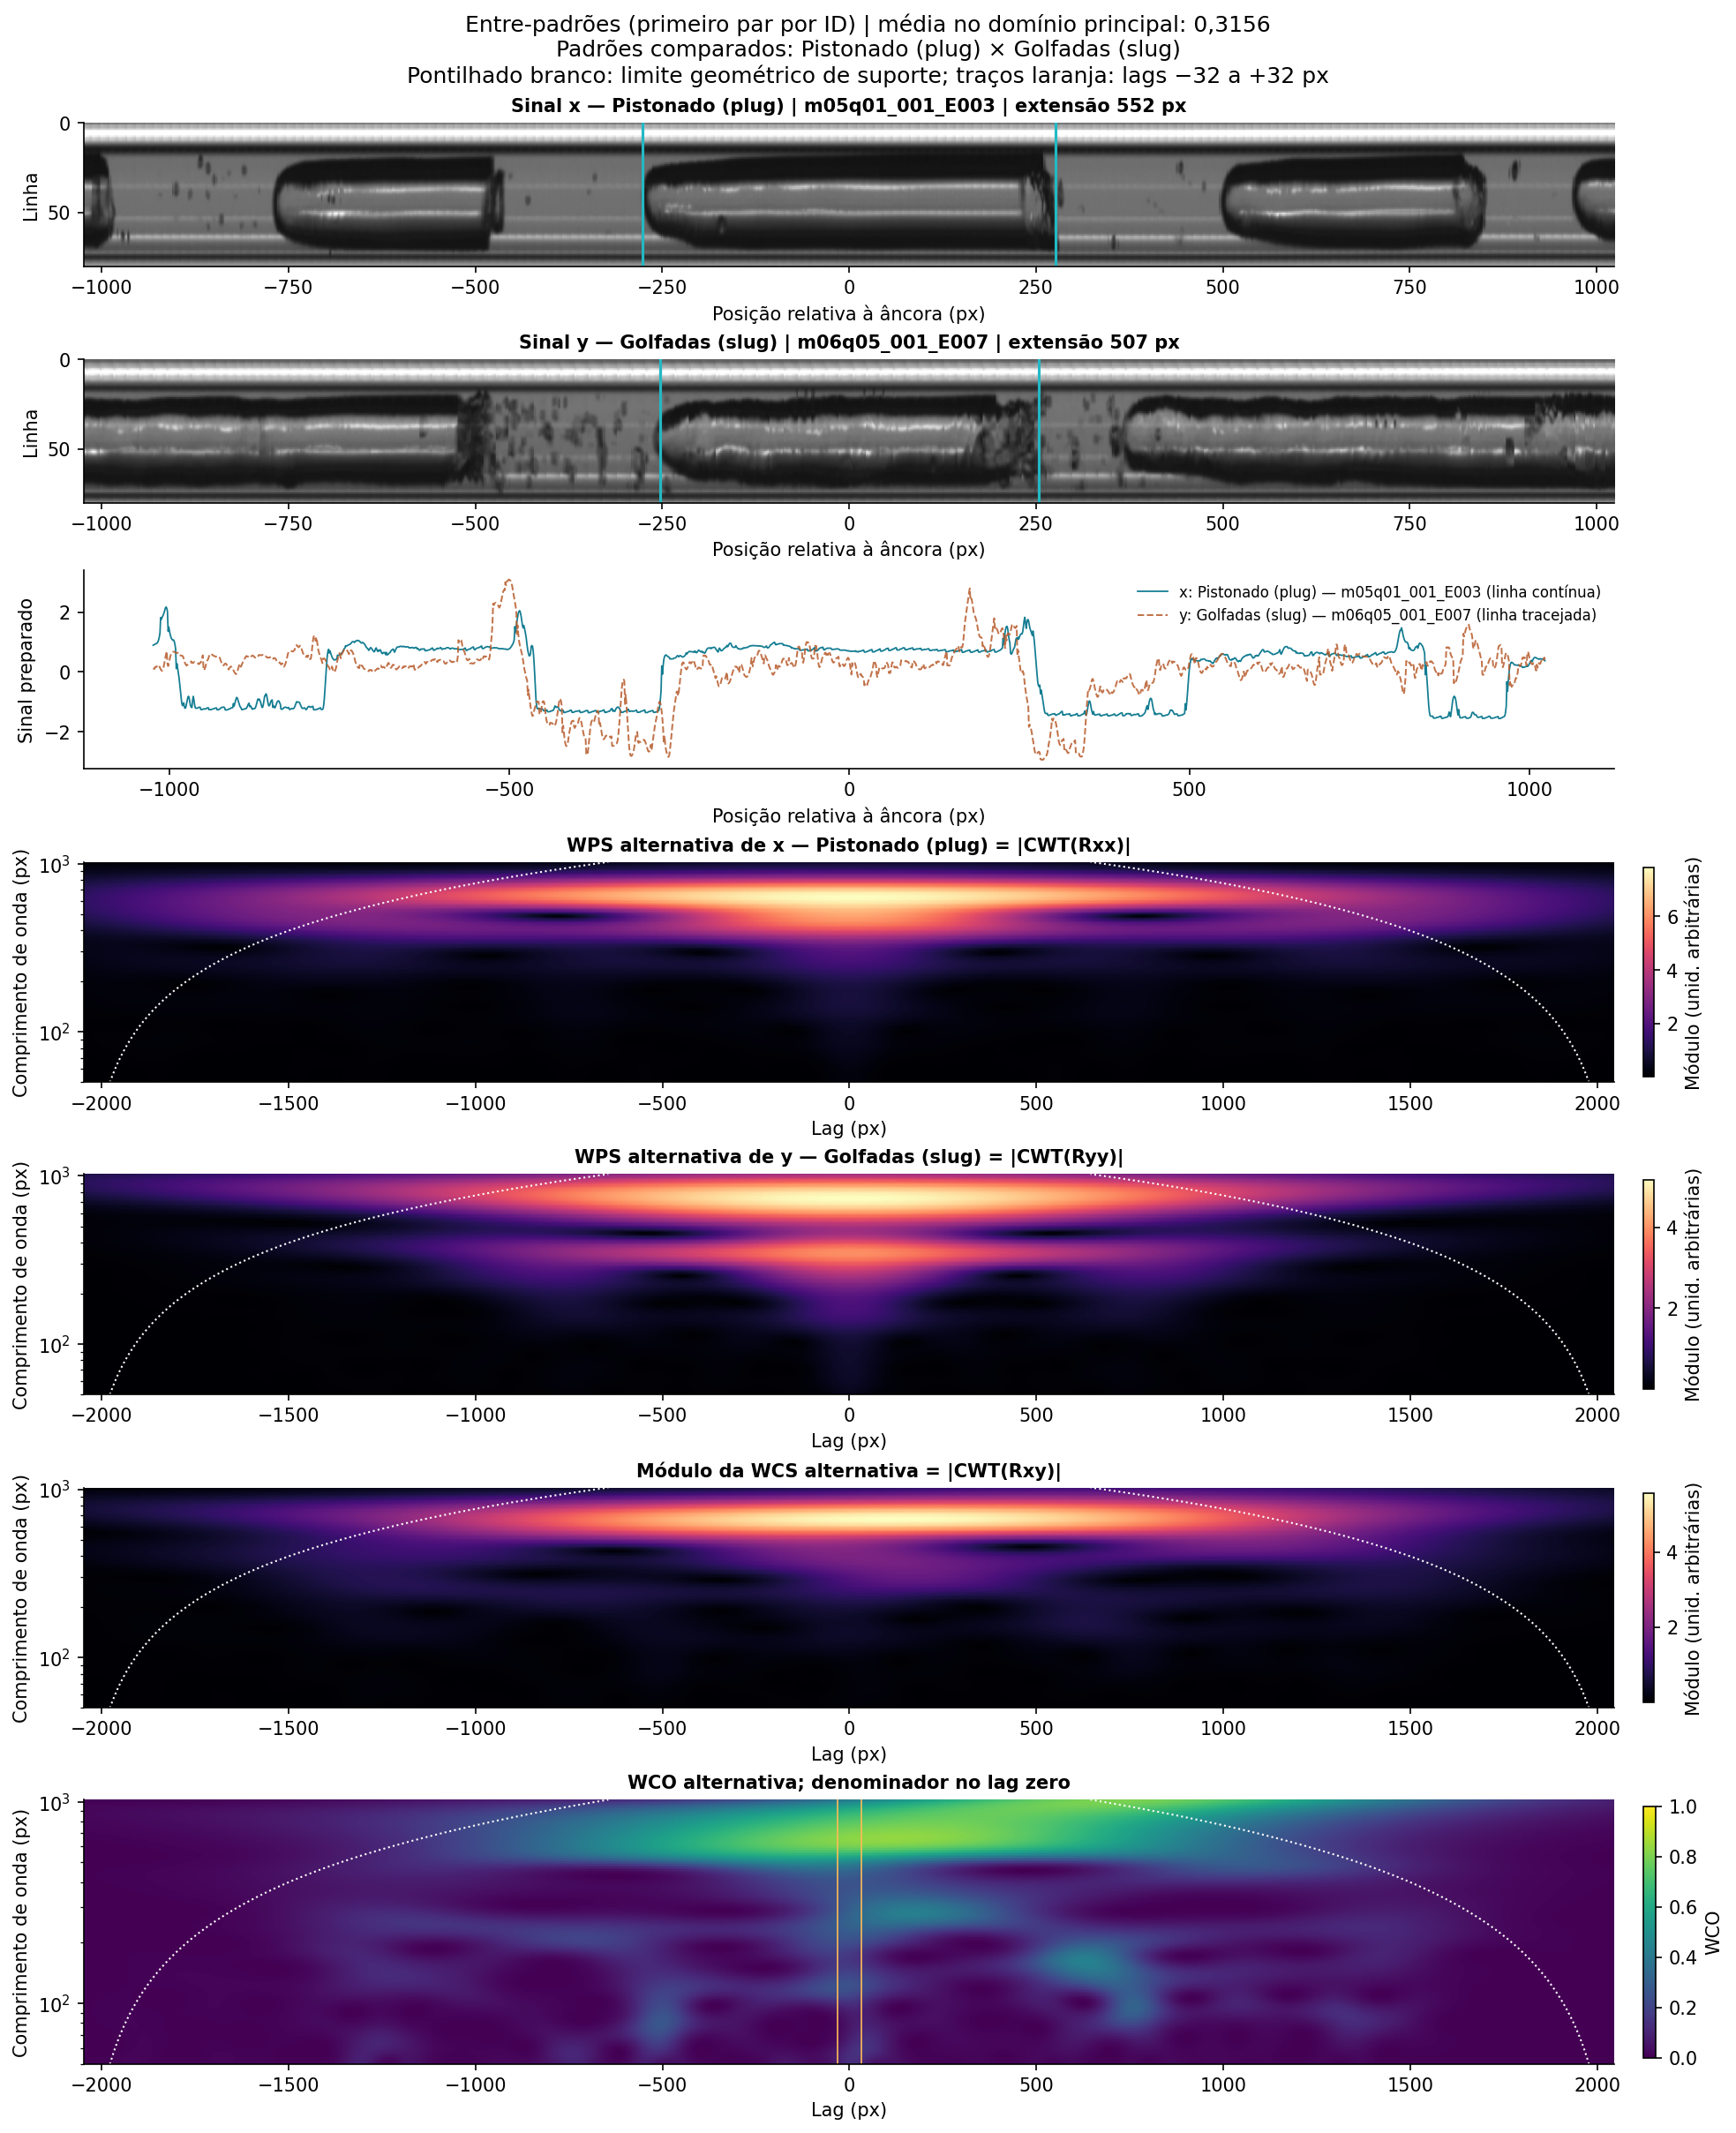 Entre-padrões (primeiro par por ID) | média no domínio principal: 0,3156
Padrões comparados: Pistonado (plug) × Golfadas (slug)
Pontilhado branco: limite geométrico de suporte; traços laranja: lags −32 a +32 px
Sinal x — Pistonado (plug) | m05q01_001_E003 | extensão 552 px
0
50
Linha
−1000 −750 −500 −250 0 250 500 750 1000
Posição relativa à âncora (px)
Sinal y — Golfadas (slug) | m06q05_001_E007 | extensão 507 px
0
50
Linha
−1000 −750 −500 −250 0 250 500 750 1000
Posição relativa à âncora (px)
x: Pistonado (plug) — m05q01_001_E003 (linha contínua)
y: Golfadas (slug) — m06q05_001_E007 (linha tracejada)
2
0
−2
Sinal preparado
−1000 −500 0 500 1000
Posição relativa à âncora (px)
WPS alternativa de x — Pistonado (plug) = |CWT(Rxx)|
10³
10²
Comprimento de onda (px)
6
4
2
Módulo (unid. arbitrárias)
−2000 −1500 −1000 −500 0 500 1000 1500 2000
Lag (px)
WPS alternativa de y — Golfadas (slug) = |CWT(Ryy)|
10³
10²
Comprimento de onda (px)
4
2
Módulo (unid. arbitrárias)
−2000 −1500 −1000 −500 0 500 1000 1500 2000
Lag (px)
Módulo da WCS alternativa = |CWT(Rxy)|
10³
10²
Comprimento de onda (px)
4
2
Módulo (unid. arbitrárias)
−2000 −1500 −1000 −500 0 500 1000 1500 2000
Lag (px)
WCO alternativa; denominador no lag zero
10³
10²
Comprimento de onda (px)
1.0
0.8
0.6
0.4
0.2
0.0
WCO
−2000 −1500 −1000 −500 0 500 1000 1500 2000
Lag (px)